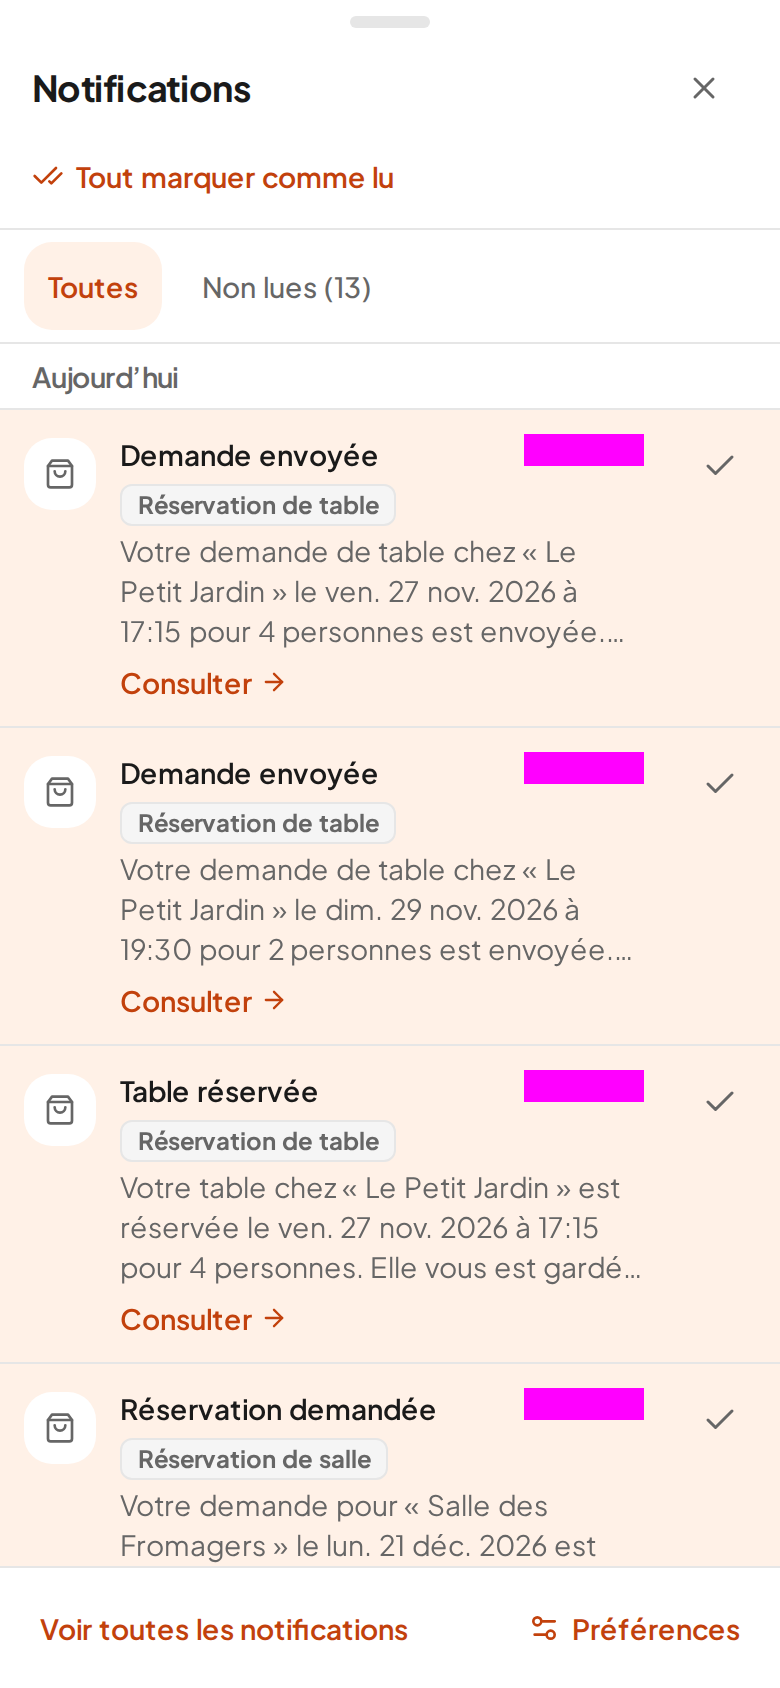 Notifications
Tout marquer comme lu
Toutes
Non lues (13)
Aujourd’hui
Demande envoyée
Réservation de table
Votre demande de table chez « Le
Petit Jardin » le ven. 27 nov. 2026 à
17:15 pour 4 personnes est envoyée.…
Consulter →
Demande envoyée
Réservation de table
Votre demande de table chez « Le
Petit Jardin » le dim. 29 nov. 2026 à
19:30 pour 2 personnes est envoyée.…
Consulter →
Table réservée
Réservation de table
Votre table chez « Le Petit Jardin » est
réservée le ven. 27 nov. 2026 à 17:15
pour 4 personnes. Elle vous est gardé…
Consulter →
Réservation demandée
Réservation de salle
Votre demande pour « Salle des
Fromagers » le lun. 21 déc. 2026 est
Voir toutes les notifications
Préférences